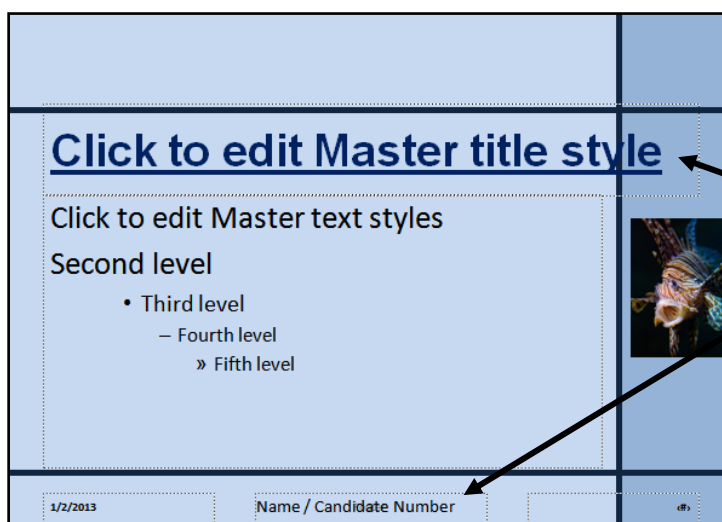 Click to edit Master title style
Click to edit Master text styles
Second level
• Third level
– Fourth level
» Fifth level
1/2/2013 Name / Candidate Number ‹#›